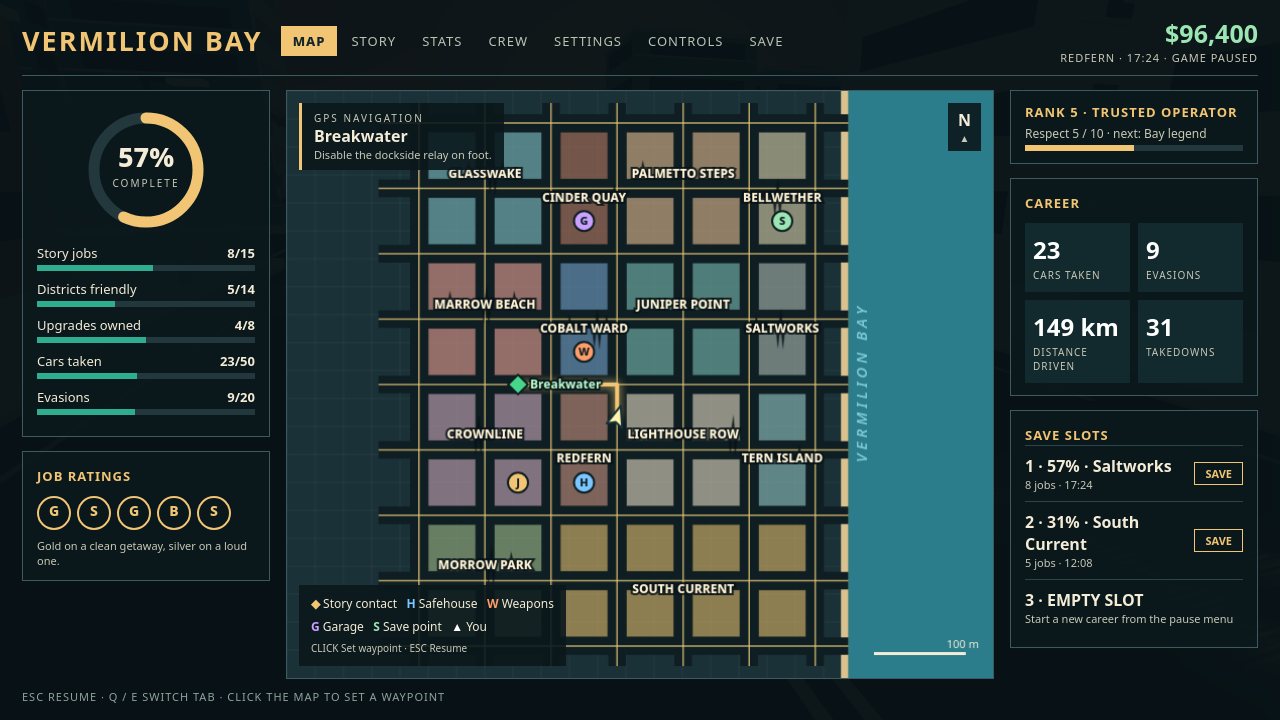 VERMILION BAY
MAP STORY STATS CREW SETTINGS CONTROLS SAVE
$96,400
REDFERN · 17:24 · GAME PAUSED
57%
COMPLETE
Story jobs 8/15
Districts friendly 5/14
Upgrades owned 4/8
Cars taken 23/50
Evasions 9/20
JOB RATINGS
G S G B S
Gold on a clean getaway, silver on a loud
one.
GPS NAVIGATION
Breakwater
Disable the dockside relay on foot.
N
GLASSWAKE PALMETTO STEPS
CINDER QUAY BELLWETHER
G S
MARROW BEACH JUNIPER POINT
COBALT WARD SALTWORKS
W
Breakwater
CROWNLINE LIGHTHOUSE ROW
REDFERN TERN ISLAND
J H
MORROW PARK
SOUTH CURRENT
VERMILION BAY
◆ Story contact H Safehouse W Weapons
G Garage S Save point ▲ You
CLICK Set waypoint · ESC Resume
100 m
RANK 5 · TRUSTED OPERATOR
Respect 5 / 10 · next: Bay legend
CAREER
23 9
CARS TAKEN EVASIONS
149 km 31
DISTANCE TAKEDOWNS
DRIVEN
SAVE SLOTS
1 · 57% · Saltworks
8 jobs · 17:24
SAVE
2 · 31% · South
Current
5 jobs · 12:08
SAVE
3 · EMPTY SLOT
Start a new career from the pause menu
ESC RESUME · Q / E SWITCH TAB · CLICK THE MAP TO SET A WAYPOINT